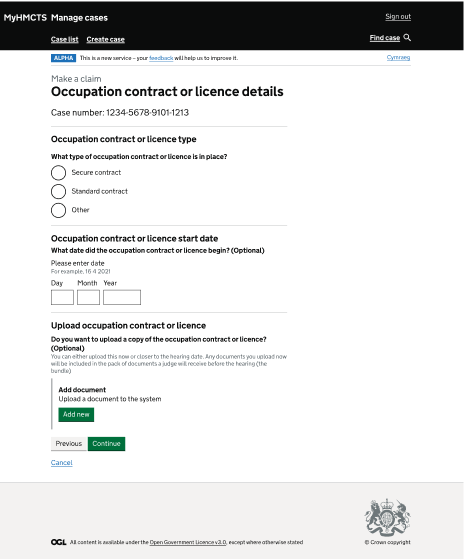 MyHMCTS Manage cases
Sign out
Case list Create case
Find case
ALPHA This is a new service – your feedback will help us to improve it.
Cymraeg
Make a claim
Occupation contract or licence details
Case number: 1234-5678-9101-1213
Occupation contract or licence type
What type of occupation contract or licence is in place?
Secure contract
Standard contract
Other
Occupation contract or licence start date
What date did the occupation contract or licence begin? (Optional)
Please enter date
For example, 16 4 2021
Day Month Year
Upload occupation contract or licence
Do you want to upload a copy of the occupation contract or licence?
(Optional)
You can either upload this now or closer to the hearing date. Any documents you upload now
will be included in the pack of documents a judge will receive before the hearing (the
bundle)
Add document
Upload a document to the system
Add new
Previous Continue
Cancel
OGL All content is available under the Open Government Licence v3.0, except where otherwise stated
© Crown copyright